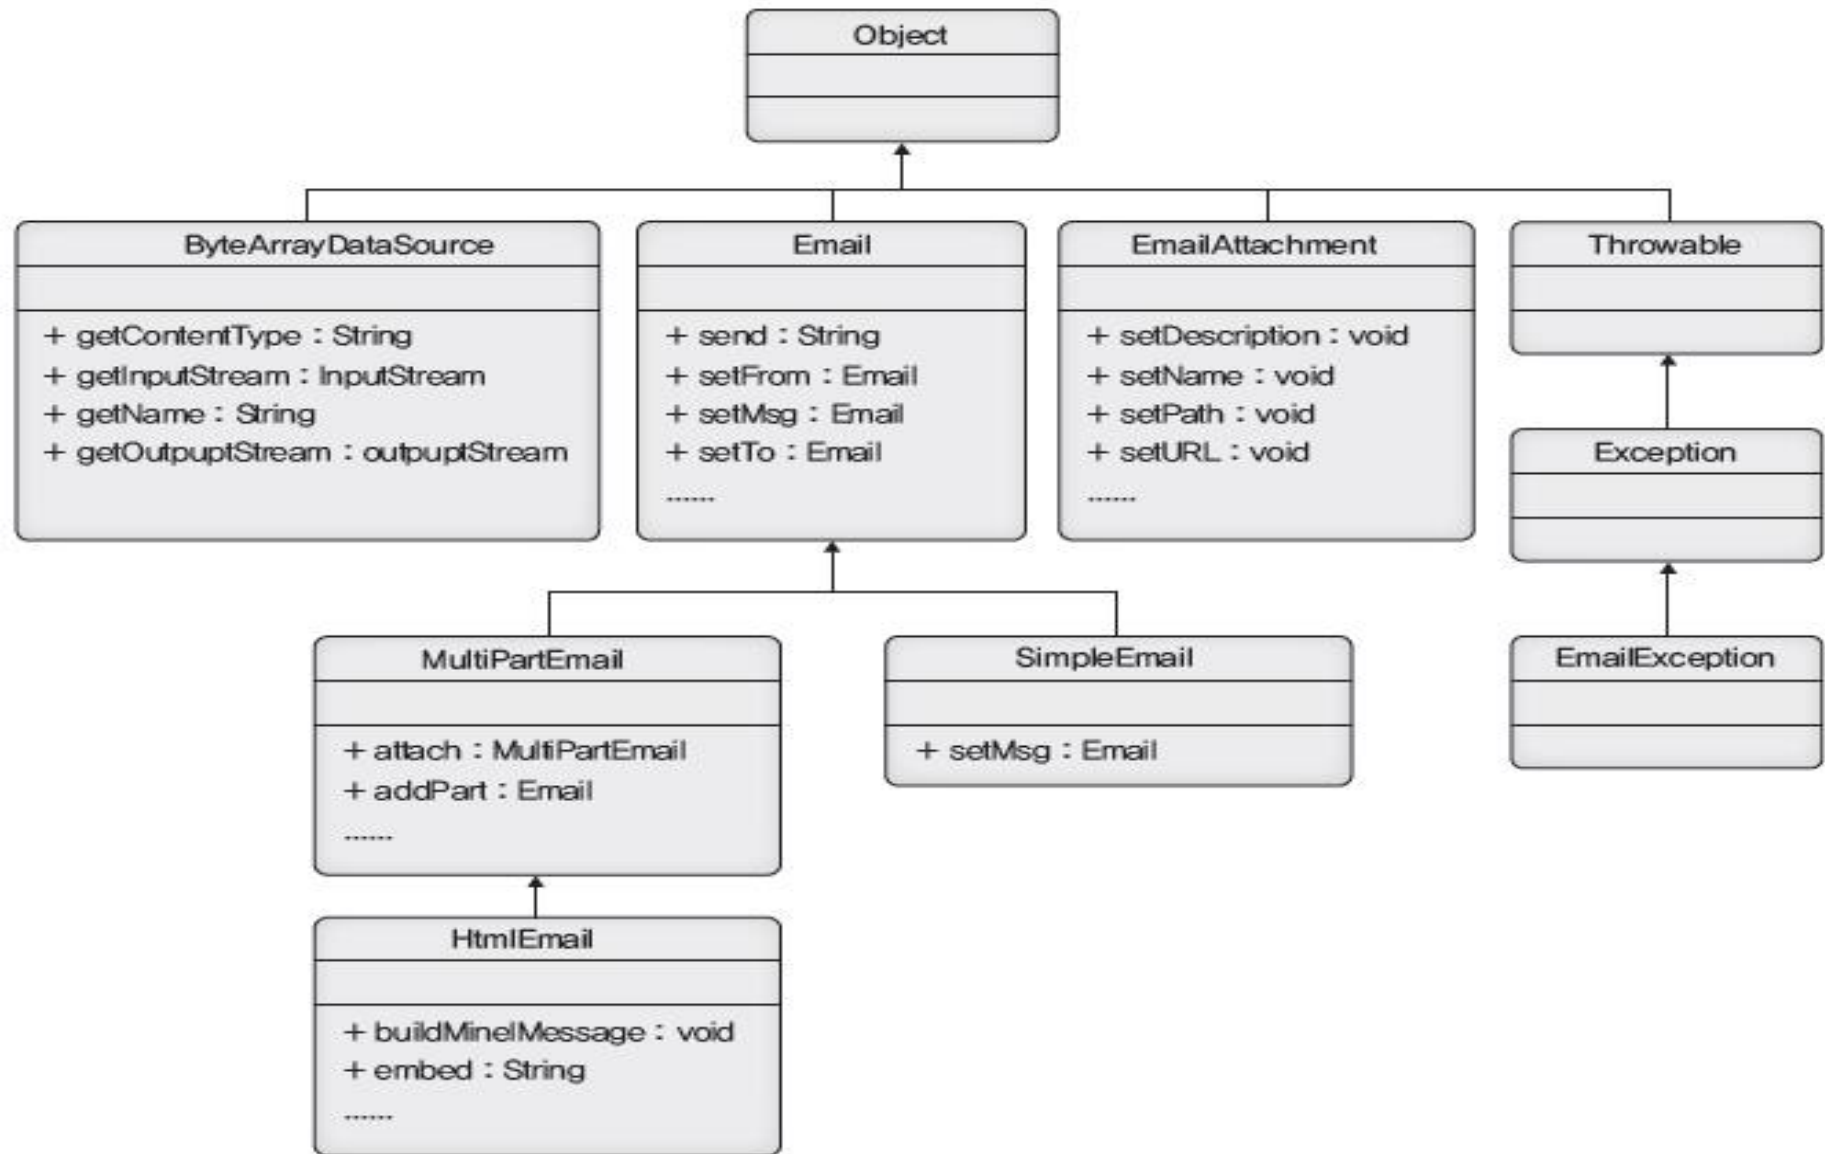 Object
ByteArrayDataSource
+ getContentType : String
+ getInputStream : InputStream
+ getName : String
+ getOutpuptStream : outpuptStream
Email
+ send : String
+ setFrom : Email
+ setMsg : Email
+ setTo : Email
......
EmailAttachment
+ setDescription : void
+ setName : void
+ setPath : void
+ setURL : void
......
Throwable
Exception
EmailException
MultiPartEmail
+ attach : MultiPartEmail
+ addPart : Email
......
SimpleEmail
+ setMsg : Email
HtmlEmail
+ buildMinelMessage : void
+ embed : String
......